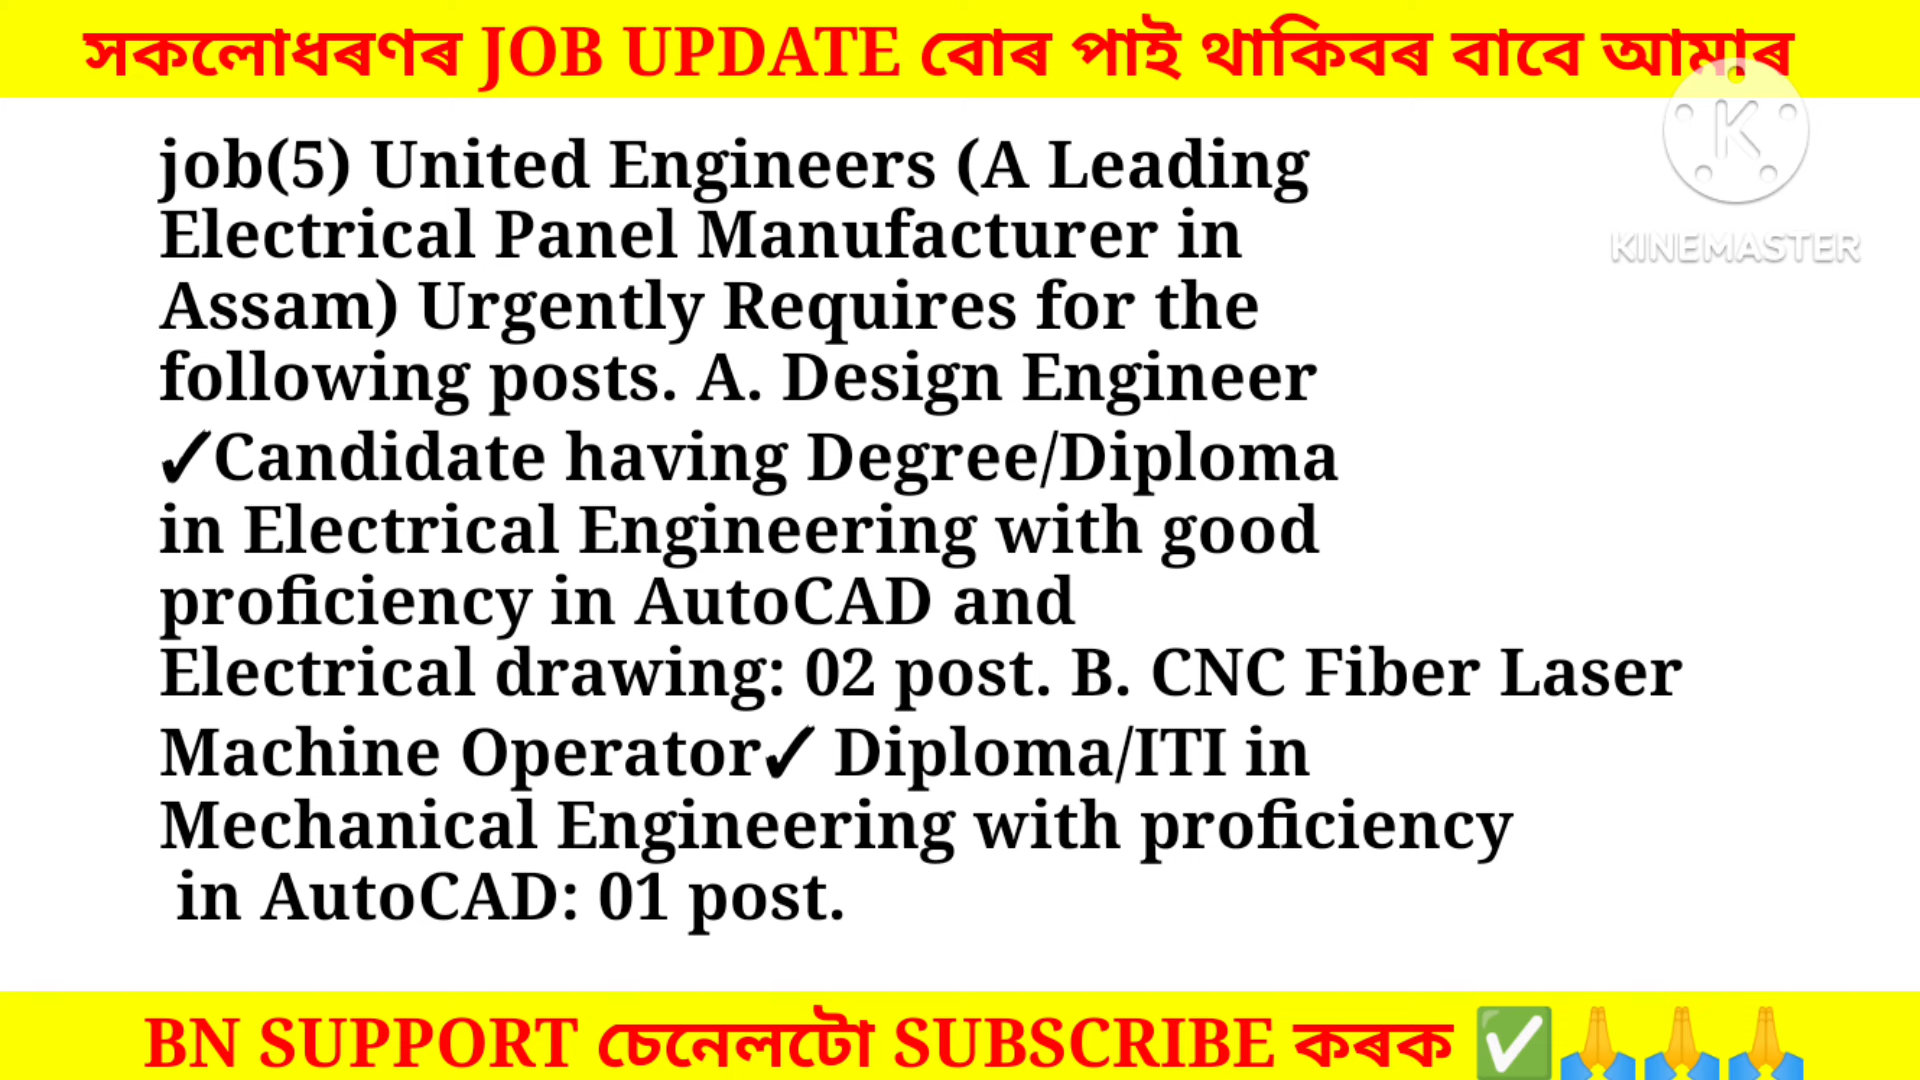 সকলোধৰণৰ JOB UPDATE বোৰ পাই থাকিবৰ বাবে আমাৰ
job(5) United Engineers (A Leading
Electrical Panel Manufacturer in
Assam) Urgently Requires for the
following posts. A. Design Engineer
✓Candidate having Degree/Diploma
in Electrical Engineering with good
proficiency in AutoCAD and
Electrical drawing: 02 post. B. CNC Fiber Laser
Machine Operator✓ Diploma/ITI in
Mechanical Engineering with proficiency
in AutoCAD: 01 post.
K
KINEMASTER
BN SUPPORT চেনেলটো SUBSCRIBE কৰক ✅🙏🙏🙏